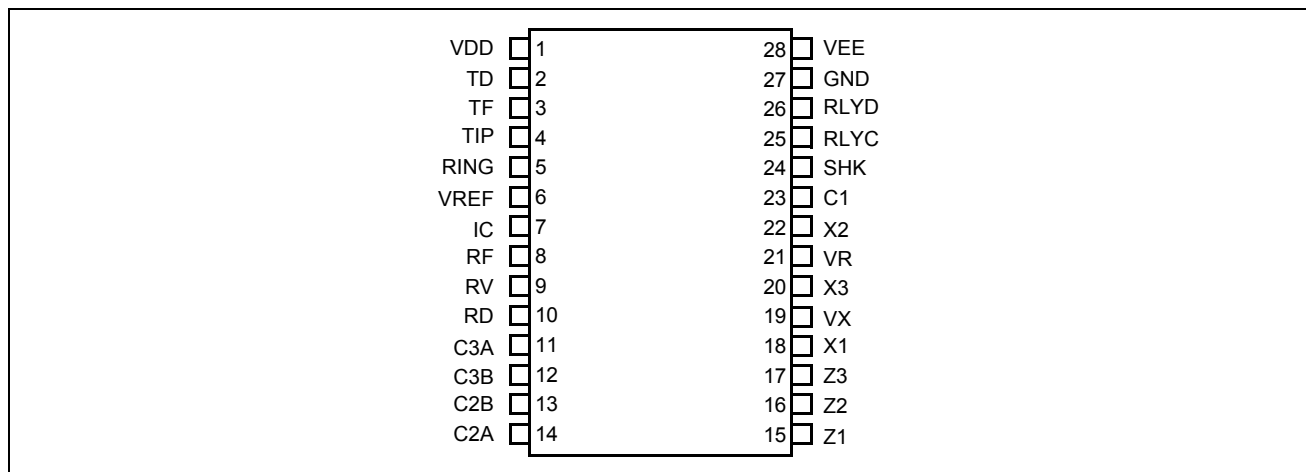 VDD 1 28 VEE
TD 2 27 GND
TF 3 26 RLYD
TIP 4 25 RLYC
RING 5 24 SHK
VREF 6 23 C1
IC 7 22 X2
RF 8 21 VR
RV 9 20 X3
RD 10 19 VX
C3A 11 18 X1
C3B 12 17 Z3
C2B 13 16 Z2
C2A 14 15 Z1